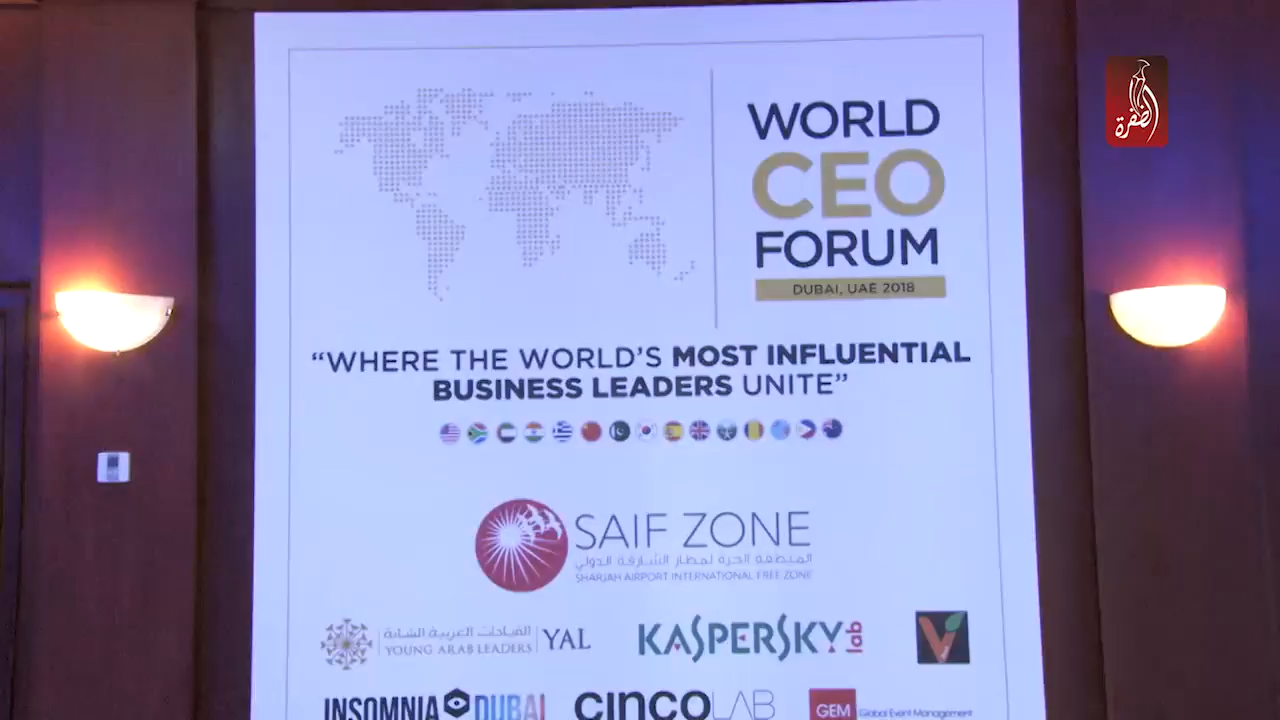 WORLD
CEO
FORUM
DUBAI, UAE 2018
الظفرة
“WHERE THE WORLD’S MOST INFLUENTIAL
BUSINESS LEADERS UNITE”
SAIF ZONE
المنطقة الحرة لمطار الشارقة الدولي
SHARJAH AIRPORT INTERNATIONAL FREE ZONE
القيادات العربية الشابة
YOUNG ARAB LEADERS
YAL
KASPERSKY lab
V
INSOMNIA DUBAI
CINCOLAB
GEM Global Event Management